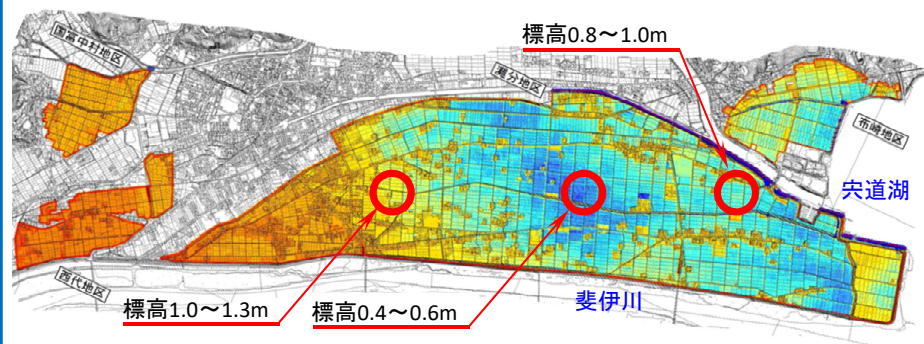 標高0.8～1.0m
国富中村地区
灘分地区
布崎地区
宍道湖
西代地区
標高1.0～1.3m
標高0.4～0.6m
斐伊川